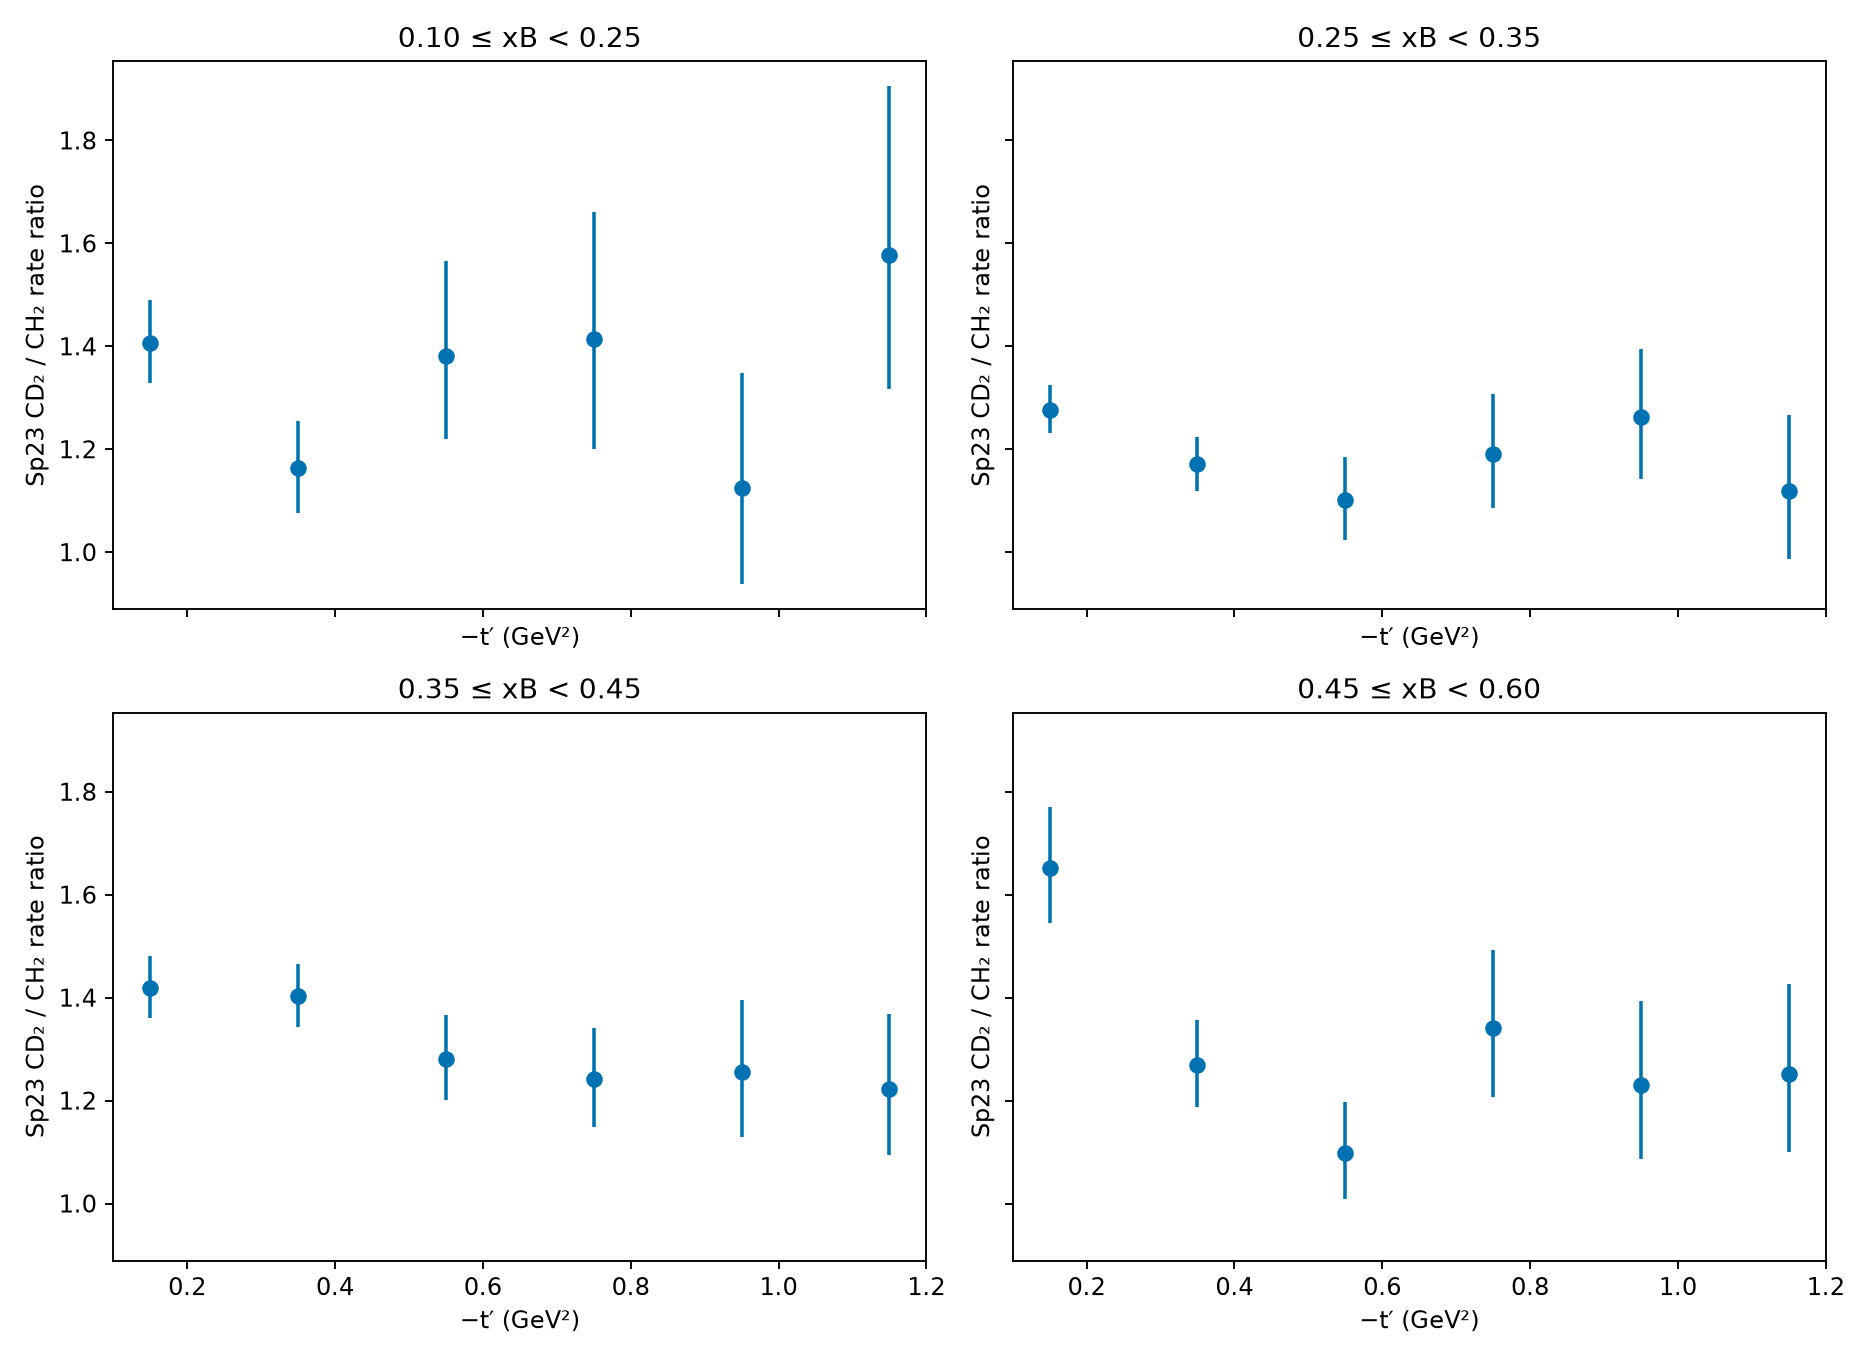 0.10 ≤ xB < 0.25
Sp23 CD₂ / CH₂ rate ratio
1.8
1.6
1.4
1.2
1.0
−t′ (GeV²)
0.25 ≤ xB < 0.35
Sp23 CD₂ / CH₂ rate ratio
−t′ (GeV²)
0.35 ≤ xB < 0.45
Sp23 CD₂ / CH₂ rate ratio
1.8
1.6
1.4
1.2
1.0
0.2 0.4 0.6 0.8 1.0 1.2
−t′ (GeV²)
0.45 ≤ xB < 0.60
Sp23 CD₂ / CH₂ rate ratio
0.2 0.4 0.6 0.8 1.0 1.2
−t′ (GeV²)